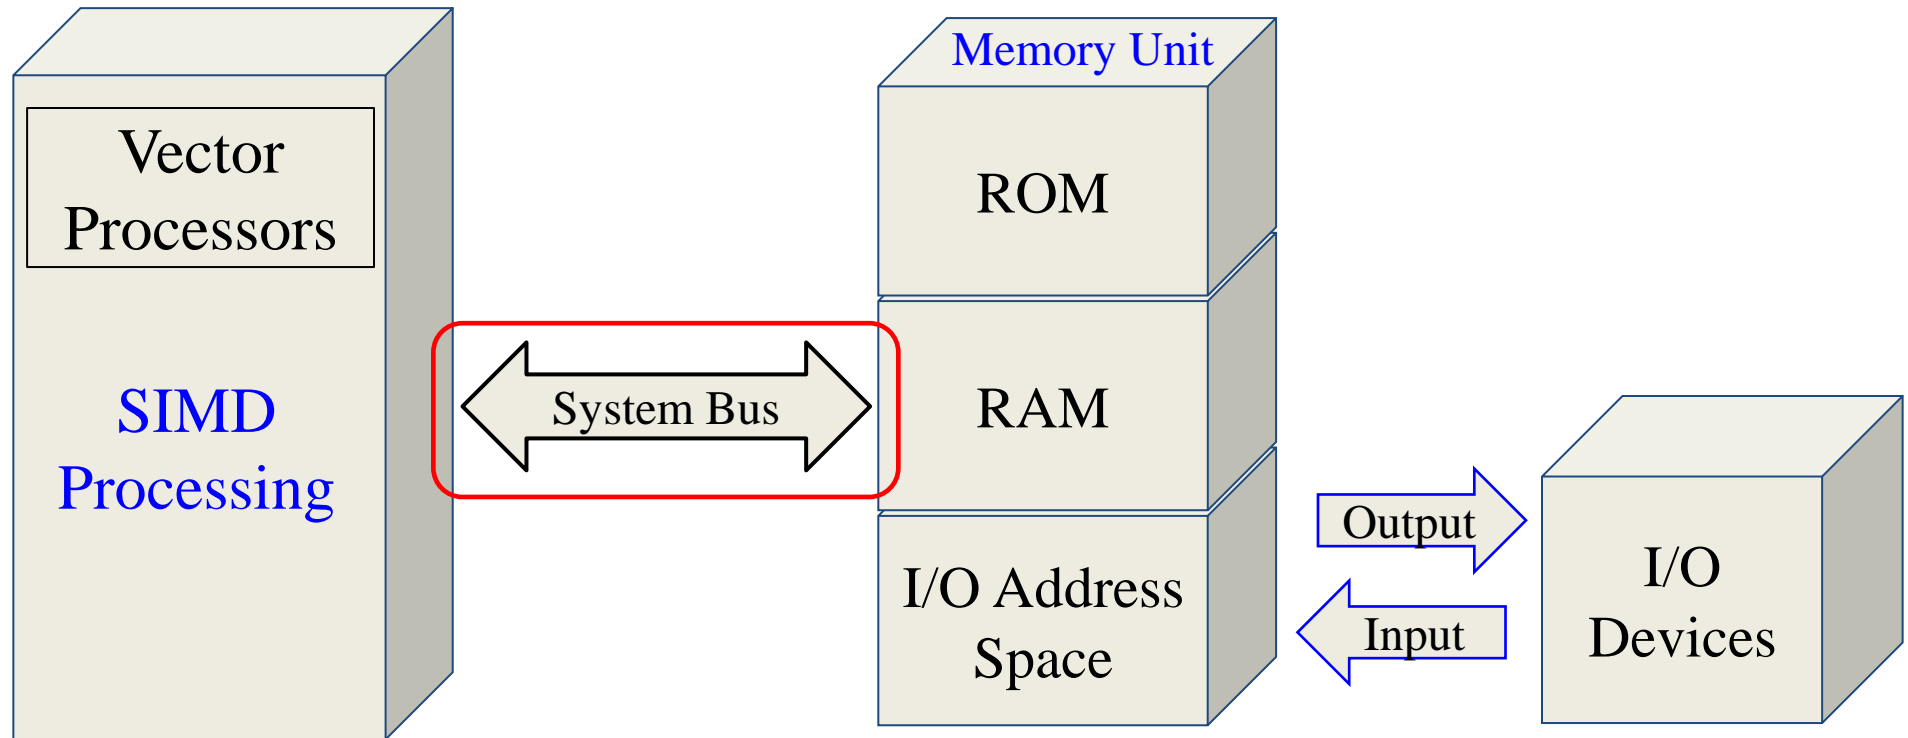 Vector
Processors
SIMD
Processing
System Bus
Memory Unit
ROM
RAM
I/O Address
Space
Output
Input
I/O
Devices